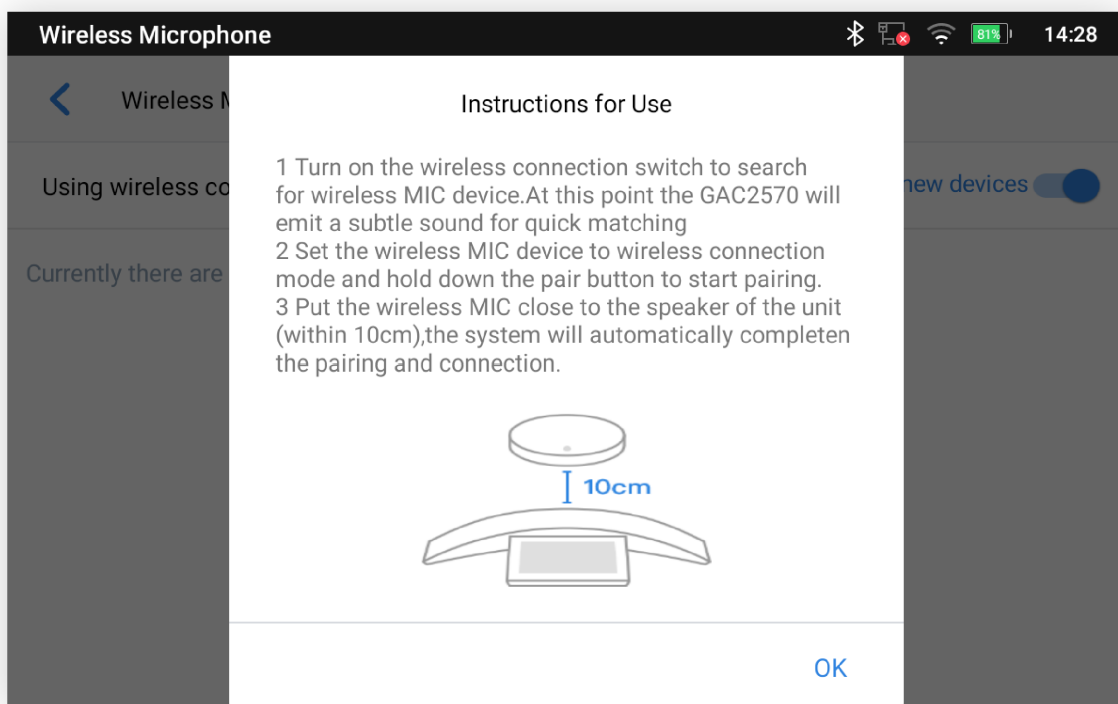 Wireless Microphone 81% 14:28
Wireless
Instructions for Use
1 Turn on the wireless connection switch to search
for wireless MIC device.At this point the GAC2570 will
emit a subtle sound for quick matching
2 Set the wireless MIC device to wireless connection
mode and hold down the pair button to start pairing.
3 Put the wireless MIC close to the speaker of the unit
(within 10cm),the system will automatically completen
the pairing and connection.
Using wireless co
new devices
Currently there are
10cm
OK